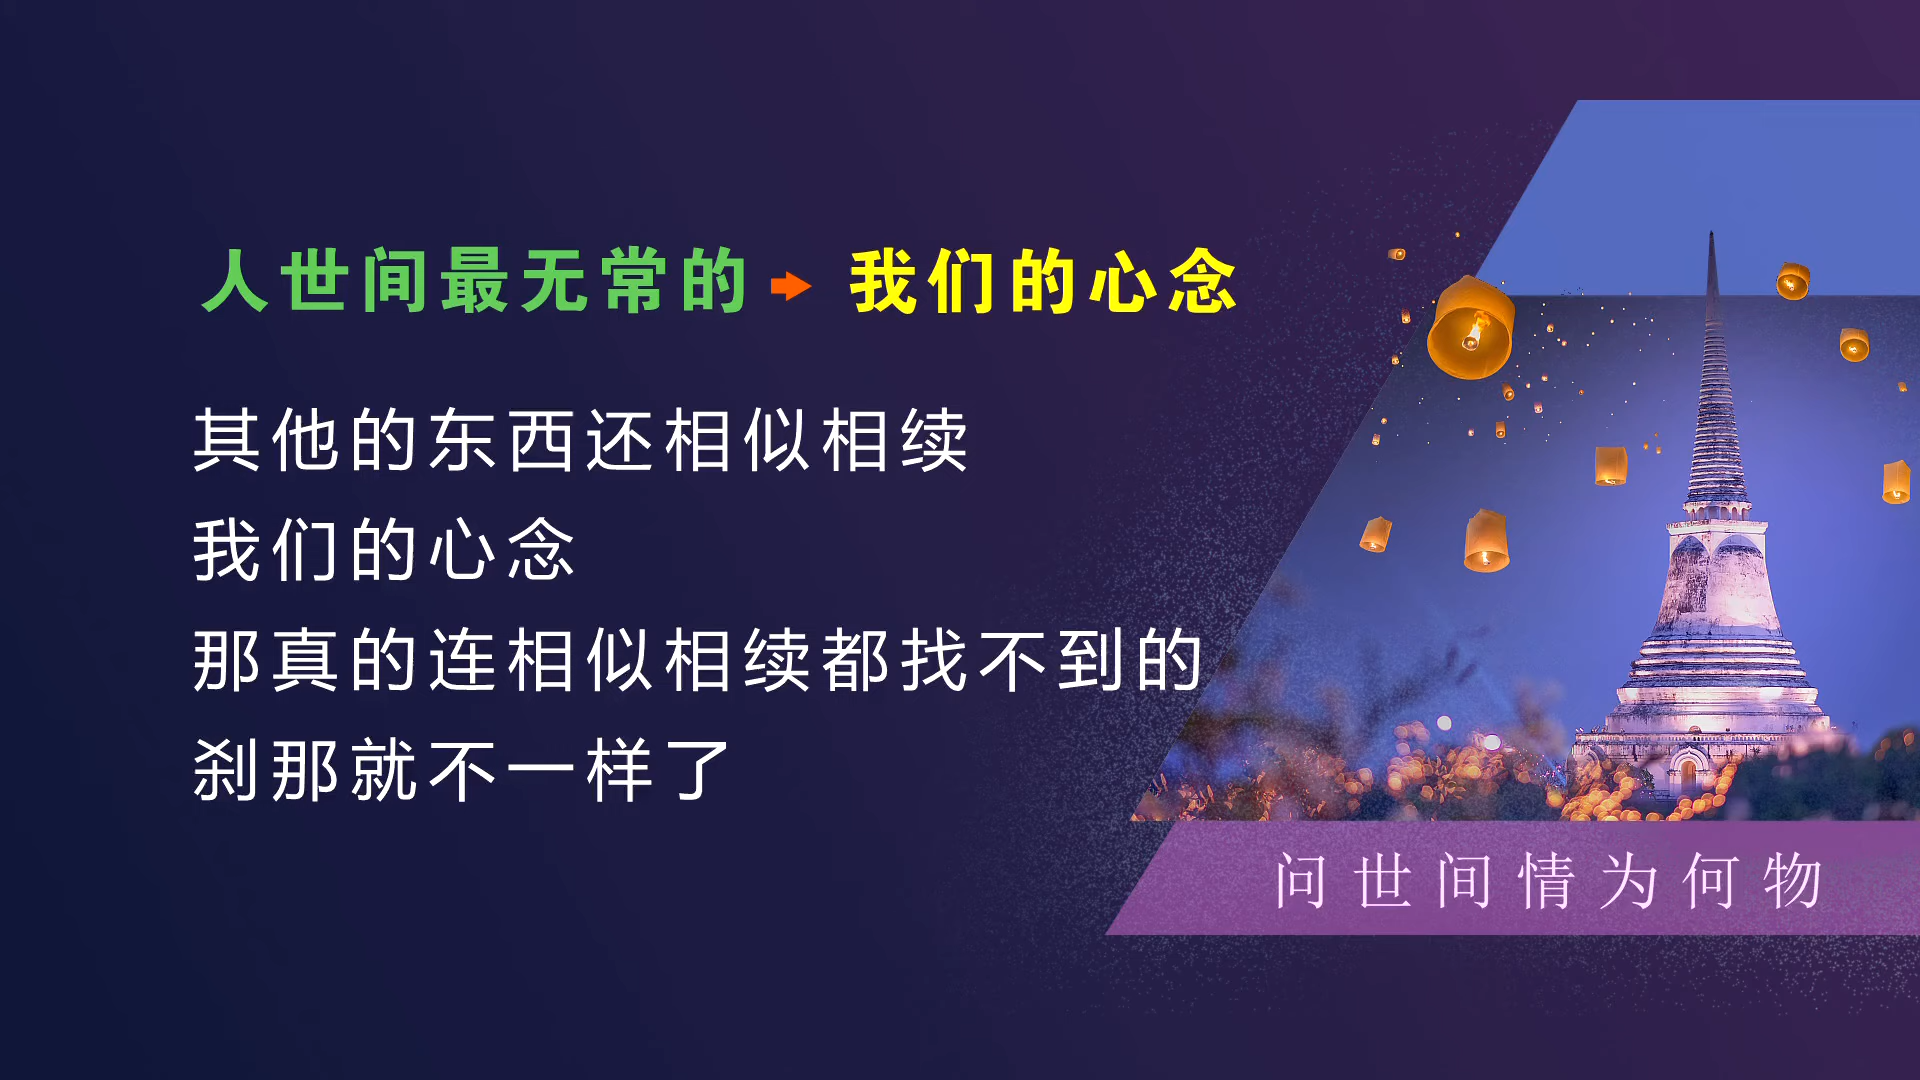 人世间最无常的➡我们的心念
其他的东西还相似相续
我们的心念
那真的连相似相续都找不到的
刹那就不一样了
问世间情为何物